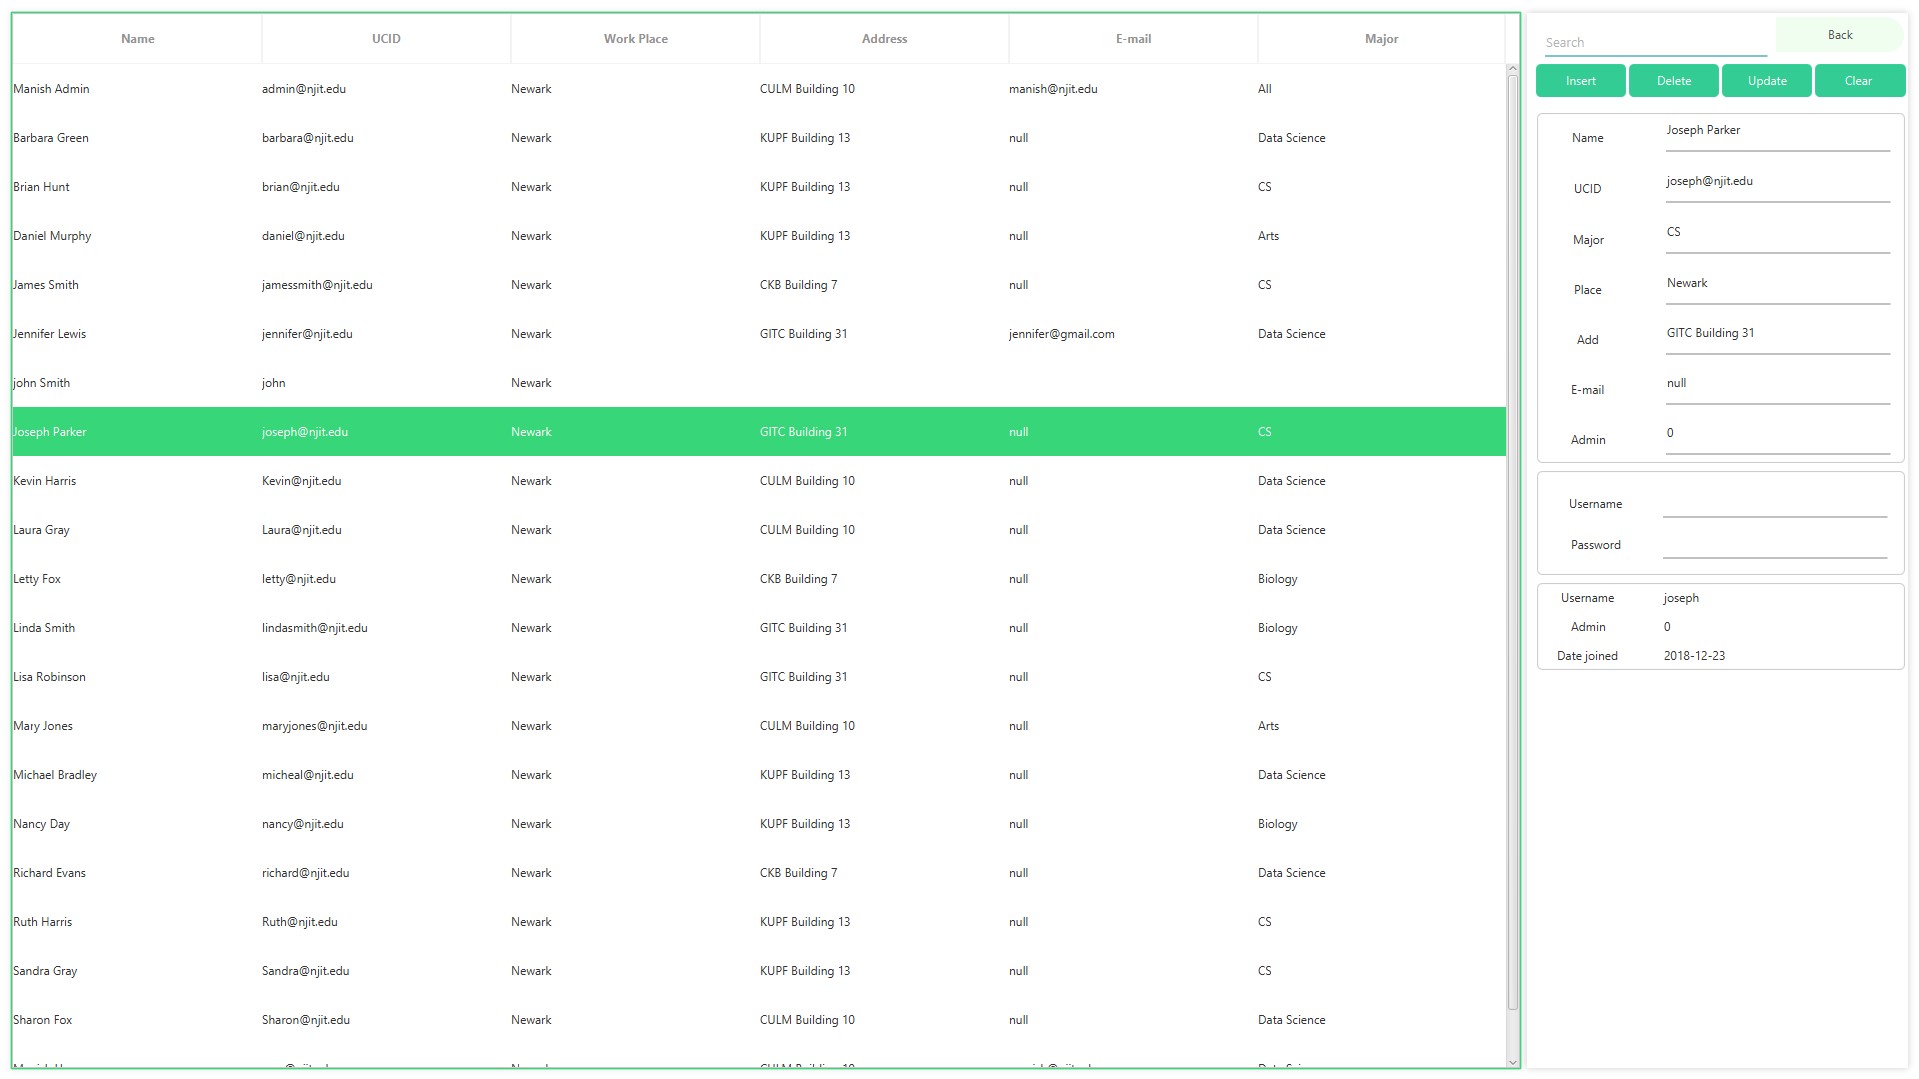 Name UCID Work Place Address E-mail Major
Manish Admin admin@njit.edu Newark CULM Building 10 manish@njit.edu All
Barbara Green barbara@njit.edu Newark KUPF Building 13 null Data Science
Brian Hunt brian@njit.edu Newark KUPF Building 13 null CS
Daniel Murphy daniel@njit.edu Newark KUPF Building 13 null Arts
James Smith jamessmith@njit.edu Newark CKB Building 7 null CS
Jennifer Lewis jennifer@njit.edu Newark GITC Building 31 jennifer@gmail.com Data Science
john Smith john Newark
Joseph Parker joseph@njit.edu Newark GITC Building 31 null CS
Kevin Harris Kevin@njit.edu Newark CULM Building 10 null Data Science
Laura Gray Laura@njit.edu Newark CULM Building 10 null Data Science
Letty Fox letty@njit.edu Newark CKB Building 7 null Biology
Linda Smith lindasmith@njit.edu Newark GITC Building 31 null Biology
Lisa Robinson lisa@njit.edu Newark GITC Building 31 null CS
Mary Jones maryjones@njit.edu Newark CULM Building 10 null Arts
Michael Bradley micheal@njit.edu Newark KUPF Building 13 null Data Science
Nancy Day nancy@njit.edu Newark KUPF Building 13 null Biology
Richard Evans richard@njit.edu Newark CKB Building 7 null Data Science
Ruth Harris Ruth@njit.edu Newark KUPF Building 13 null CS
Sandra Gray Sandra@njit.edu Newark KUPF Building 13 null CS
Sharon Fox Sharon@njit.edu Newark CULM Building 10 null Data Science
Search Back
Insert Delete Update Clear
Name Joseph Parker
UCID joseph@njit.edu
Major CS
Place Newark
Add GITC Building 31
E-mail null
Admin 0
Username
Password
Username joseph
Admin 0
Date joined 2018-12-23